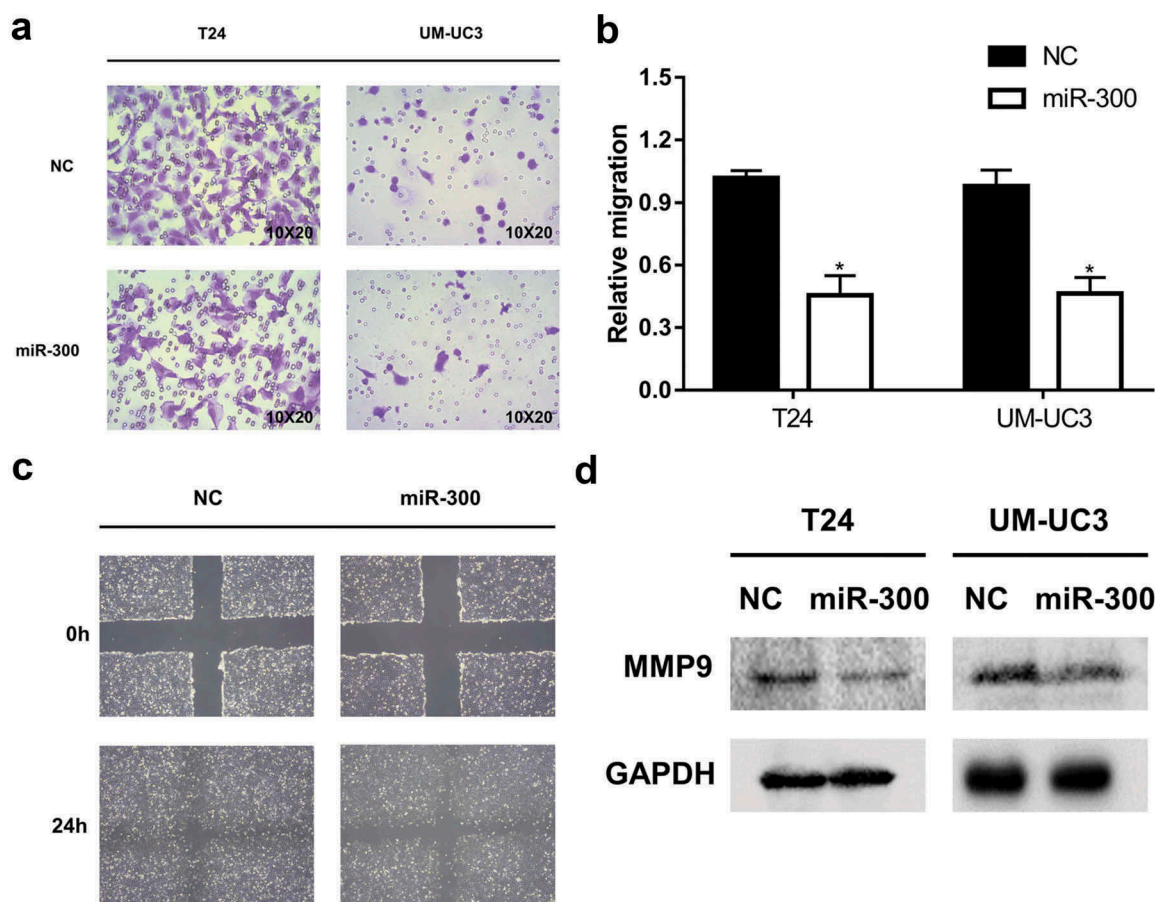 a
T24 UM-UC3
NC
10X20 10X20
miR-300
10X20 10X20
b
NC
miR-300
Relative migration
1.5
1.2
0.9
0.6
0.3
0.0
* *
T24 UM-UC3
c
NC miR-300
0h
24h
d
T24 UM-UC3
NC miR-300 NC miR-300
MMP9
GAPDH